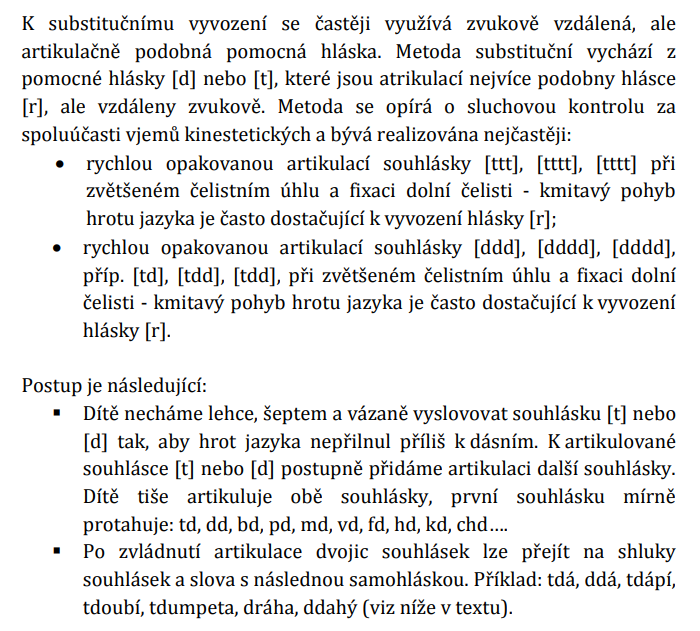 K substitučnímu vyvození se častěji využívá zvukově vzdálená, ale
artikulačně podobná pomocná hláska. Metoda substituční vychází z
pomocné hlásky [d] nebo [t], které jsou atrikulací nejvíce podobny hlásce
[r], ale vzdáleny zvukově. Metoda se opírá o sluchovou kontrolu za
spoluúčasti vjemů kinestetických a bývá realizována nejčastěji:
• rychlou opakovanou artikulací souhlásky [ttt], [tttt], [tttt] při
zvětšeném čelistním úhlu a fixaci dolní čelisti - kmitavý pohyb
hrotu jazyka je často dostačující k vyvození hlásky [r];
• rychlou opakovanou artikulací souhlásky [ddd], [dddd], [dddd],
příp. [td], [tdd], [tdd], při zvětšeném čelistním úhlu a fixaci dolní
čelisti - kmitavý pohyb hrotu jazyka je často dostačující k vyvození
hlásky [r].
Postup je následující:
▪ Dítě necháme lehce, šeptem a vázaně vyslovovat souhlásku [t] nebo
[d] tak, aby hrot jazyka nepřilnul příliš k dásním. K artikulované
souhlásce [t] nebo [d] postupně přidáme artikulaci další souhlásky.
Dítě tiše artikuluje obě souhlásky, první souhlásku mírně
protahuje: td, dd, bd, pd, md, vd, fd, hd, kd, chd....
▪ Po zvládnutí artikulace dvojic souhlásek lze přejít na shluky
souhlásek a slova s následnou samohláskou. Příklad: tdá, ddá, tdápí,
tdoubí, tdumpeta, dráha, ddahý (viz níže v textu).